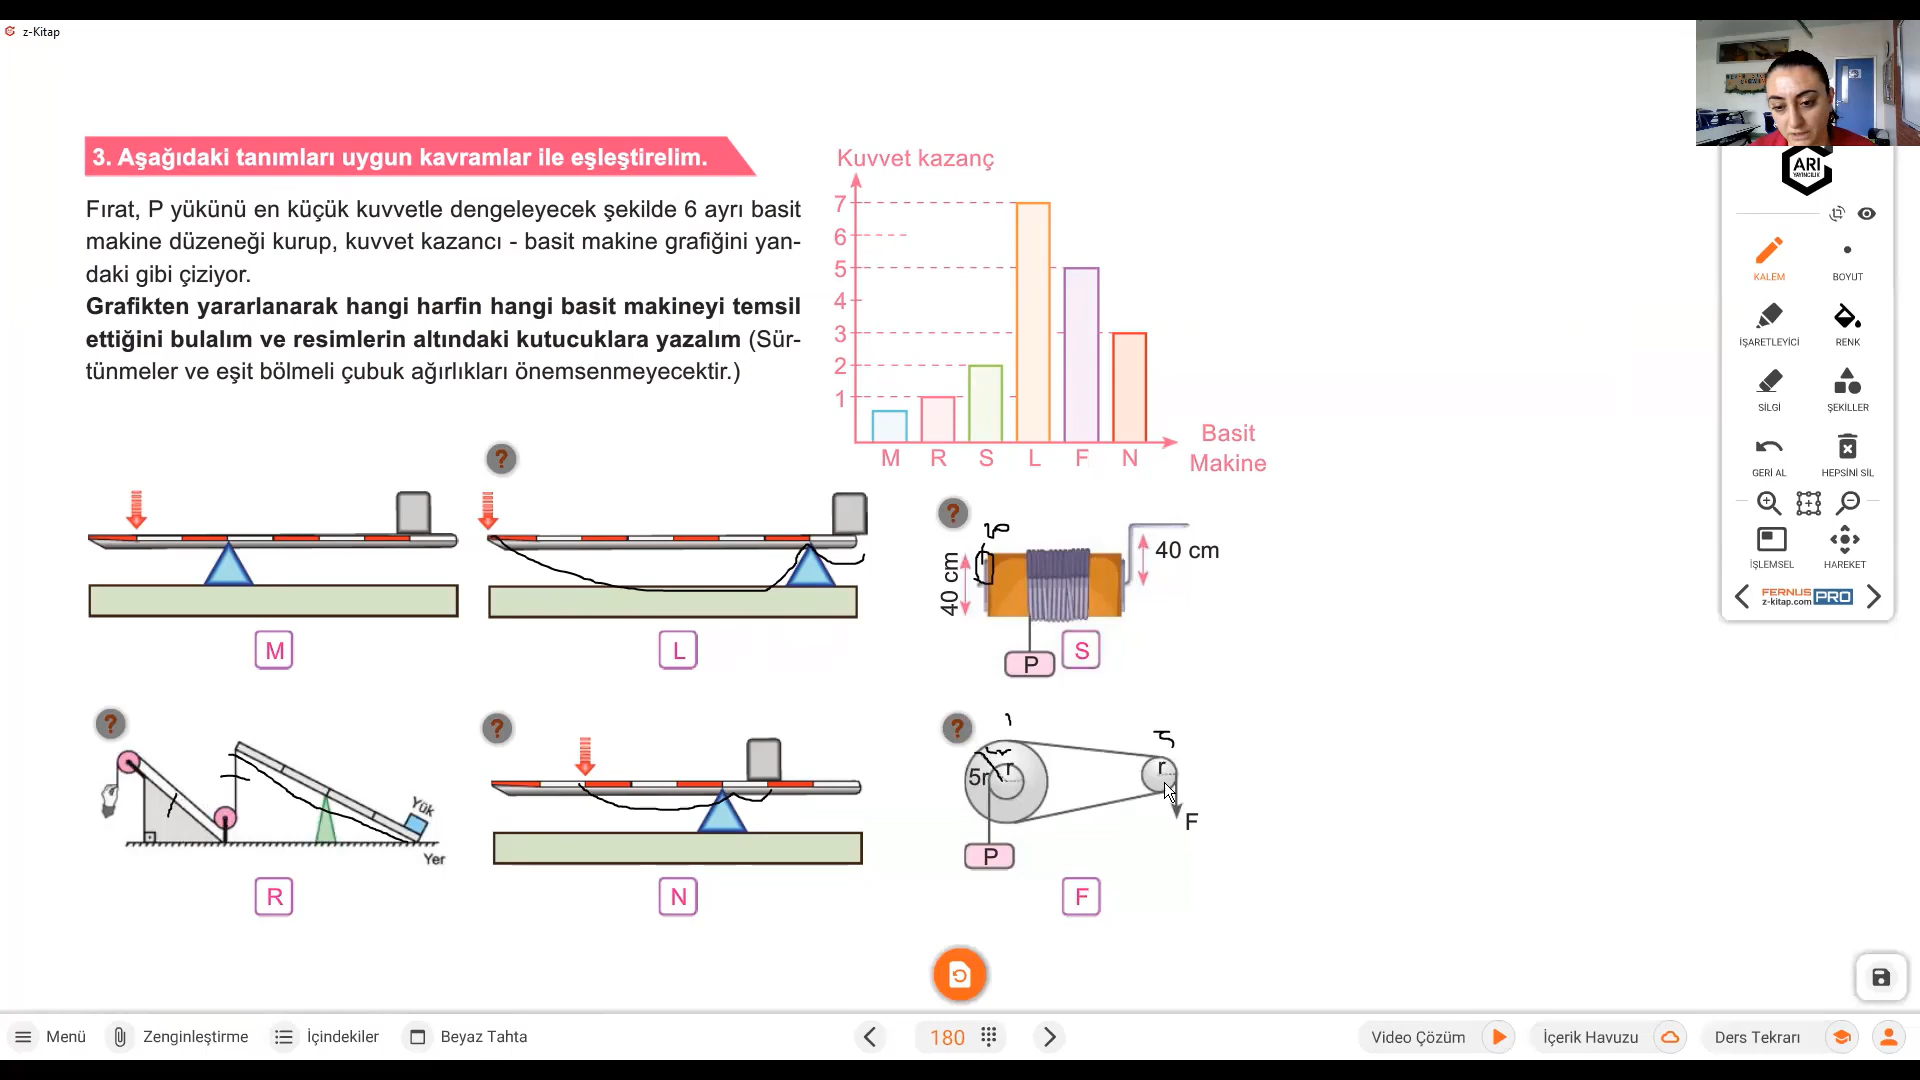 z-Kitap
3. Aşağıdaki tanımları uygun kavramlar ile eşleştirelim.
Fırat, P yükünü en küçük kuvvetle dengeleyecek şekilde 6 ayrı basit
makine düzeneği kurup, kuvvet kazancı - basit makine grafiğini yan-
daki gibi çiziyor.
Grafikten yararlanarak hangi harfin hangi basit makineyi temsil
ettiğini bulalım ve resimlerin altındaki kutucuklara yazalım (Sür-
tünmeler ve eşit bölmeli çubuk ağırlıkları önemsenmeyecektir.)
Kuvvet kazanç
7
6
5
4
3
2
1
M R S L F N
Basit
Makine
?
?
40 cm
40 cm
P
M
L
S
?
?
?
Yük
Yer
5r
r
r
F
P
R
N
F
ARI
YAYINCILIK
KALEM
BOYUT
İŞARETLEYİCİ
RENK
SİLGİ
ŞEKİLLER
GERİ AL
HEPSİNİ SİL
İŞLEMSEL
HAREKET
FERNUS
z-kitap.com
PRO
Menü
Zenginleştirme
İçindekiler
Beyaz Tahta
180
Video Çözüm
İçerik Havuzu
Ders Tekrarı